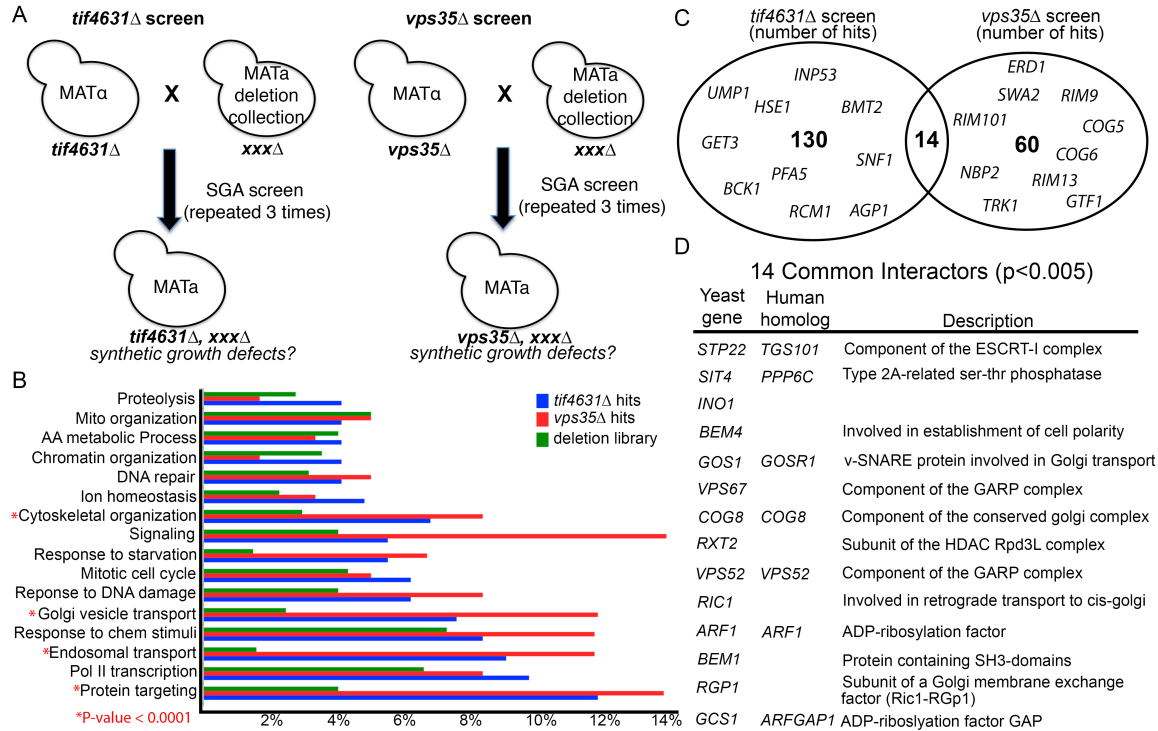 A
tif4631Δ screen
vps35Δ screen
MATα
X
MATa
deletion
collection
tif4631Δ
xxxΔ
MATα
X
MATa
deletion
collection
vps35Δ
xxxΔ
SGA screen
(repeated 3 times)
SGA screen
(repeated 3 times)
MATa
MATa
tif4631Δ, xxxΔ
synthetic growth defects?
vps35Δ, xxxΔ
synthetic growth defects?
B
Proteolysis
Mito organization
AA metabolic Process
Chromatin organization
DNA repair
Ion homeostasis
*Cytoskeletal organization
Signaling
Response to starvation
Mitotic cell cycle
Reponse to DNA damage
*Golgi vesicle transport
Response to chem stimuli
*Endosomal transport
Pol II transcription
*Protein targeting
*P-value < 0.0001
2% 4% 6% 8% 10% 12% 14%
tif4631Δ hits
vps35Δ hits
deletion library
C
tif4631Δ screen
(number of hits)
vps35Δ screen
(number of hits)
INP53
UMP1
HSE1
BMT2
GET3
130
SNF1
PFA5
BCK1
RCM1
AGP1
14
ERD1
SWA2
RIM9
RIM101
COG5
60
COG6
NBP2
RIM13
TRK1
GTF1
D
14 Common Interactors (p<0.005)
Yeast
gene
Human
homolog
Description
STP22 TGS101 Component of the ESCRT-I complex
SIT4 PPP6C Type 2A-related ser-thr phosphatase
INO1
BEM4 Involved in establishment of cell polarity
GOS1 GOSR1 v-SNARE protein involved in Golgi transport
VPS67 Component of the GARP complex
COG8 COG8 Component of the conserved golgi complex
RXT2 Subunit of the HDAC Rpd3L complex
VPS52 VPS52 Component of the GARP complex
RIC1 Involved in retrograde transport to cis-golgi
ARF1 ARF1 ADP-ribosylation factor
BEM1 Protein containing SH3-domains
RGP1 Subunit of a Golgi membrane exchange
factor (Ric1-RGp1)
GCS1 ARFGAP1 ADP-riboslyation factor GAP